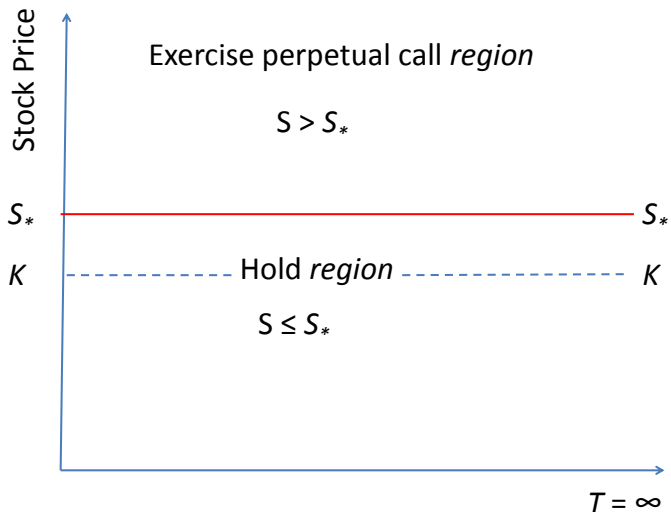 Stock Price
Exercise perpetual call region
S > S*
S* S*
K Hold region K
S ≤ S*
T = ∞